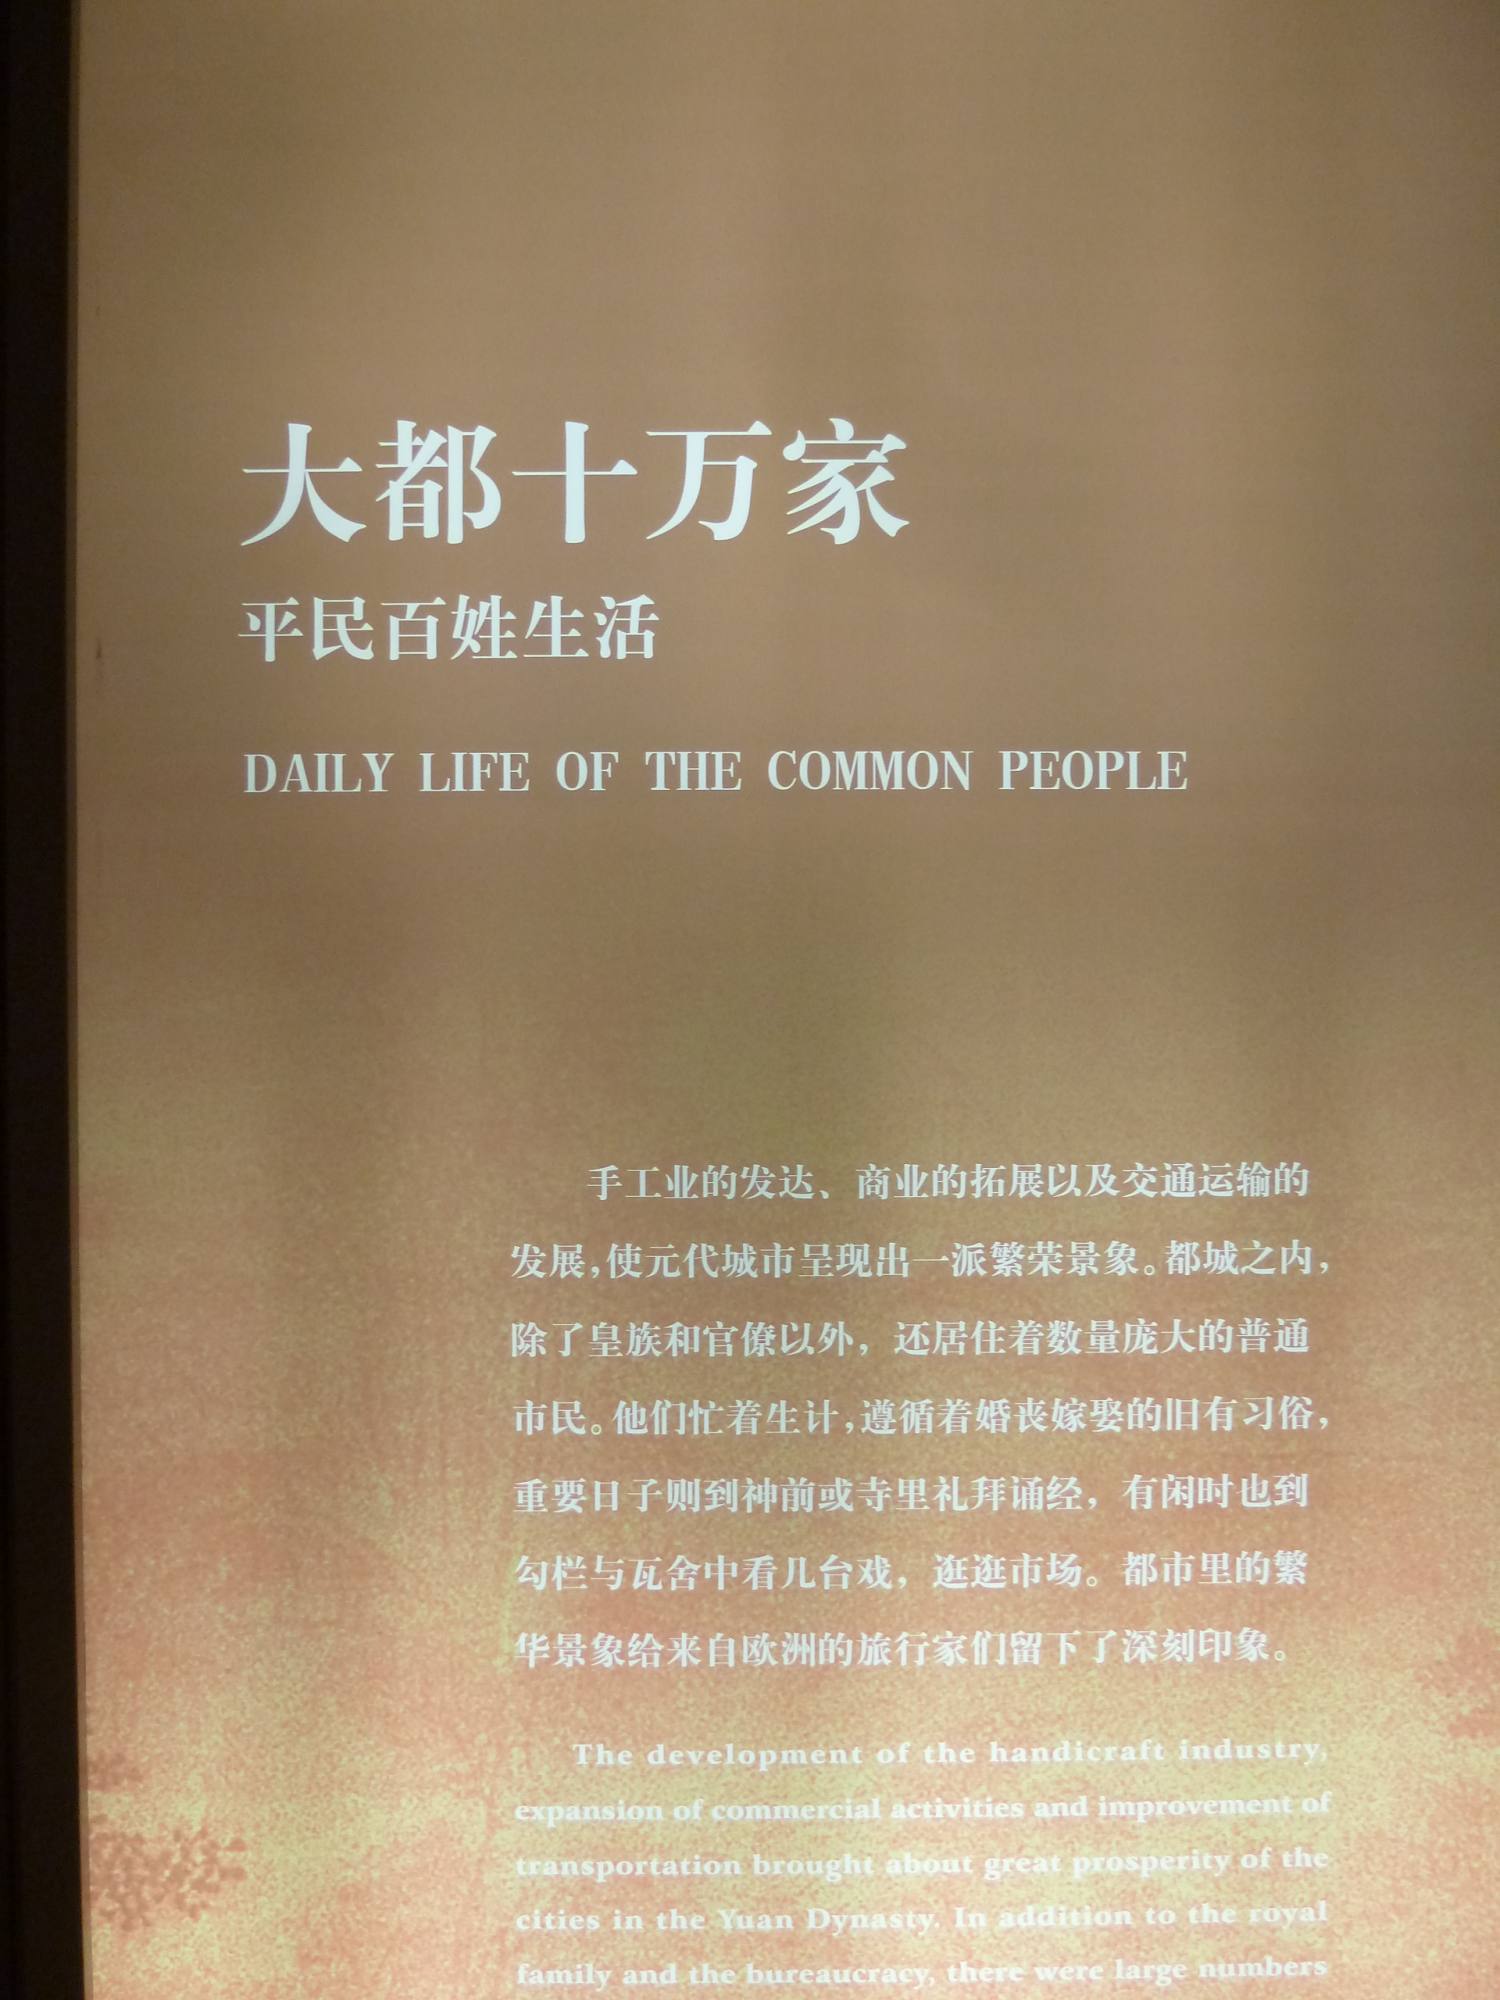 大都十万家
平民百姓生活
DAILY LIFE OF THE COMMON PEOPLE
手工业的发达、商业的拓展以及交通运输的
发展,使元代城市呈现出一派繁荣景象。都城之内,
除了皇族和官僚以外，还居住着数量庞大的普通
市民。他们忙着生计,遵循着婚丧嫁娶的旧有习俗,
重要日子则到神前或寺里礼拜诵经，有闲时也到
勾栏与瓦舍中看几台戏，逛逛市场。都市里的繁
华景象给来自欧洲的旅行家们留下了深刻印象。
The development of the handicraft industry,
expansion of commercial activities and improvement of
transportation brought about great prosperity of the
cities in the Yuan Dynasty. In addition to the royal
family and the bureaucracy, there were large numbers